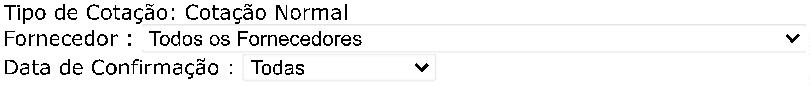 Tipo de Cotação: Cotação Normal
Fornecedor : Todos os Fornecedores
Data de Confirmação : Todas